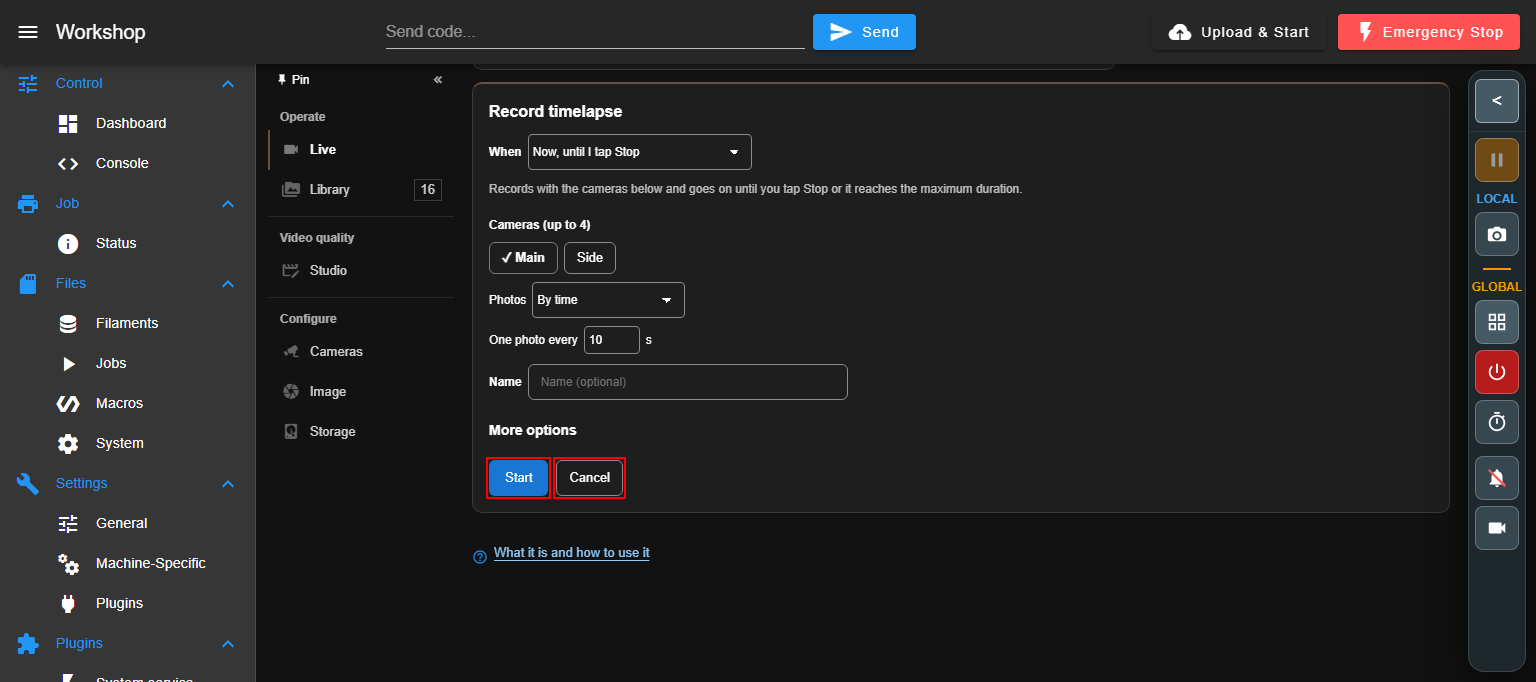 Workshop
Send code...
Send
Upload & Start
Emergency Stop
Control
Dashboard
Console
Job
Status
Files
Filaments
Jobs
Macros
System
Settings
General
Machine-Specific
Plugins
Plugins
System service
Pin
«
Operate
Live
Library
16
Video quality
Studio
Configure
Cameras
Image
Storage
Record timelapse
When Now, until I tap Stop
Records with the cameras below and goes on until you tap Stop or it reaches the maximum duration.
Cameras (up to 4)
✓ Main Side
Photos By time
One photo every 10 s
Name Name (optional)
More options
Start Cancel
What it is and how to use it
<
LOCAL
GLOBAL